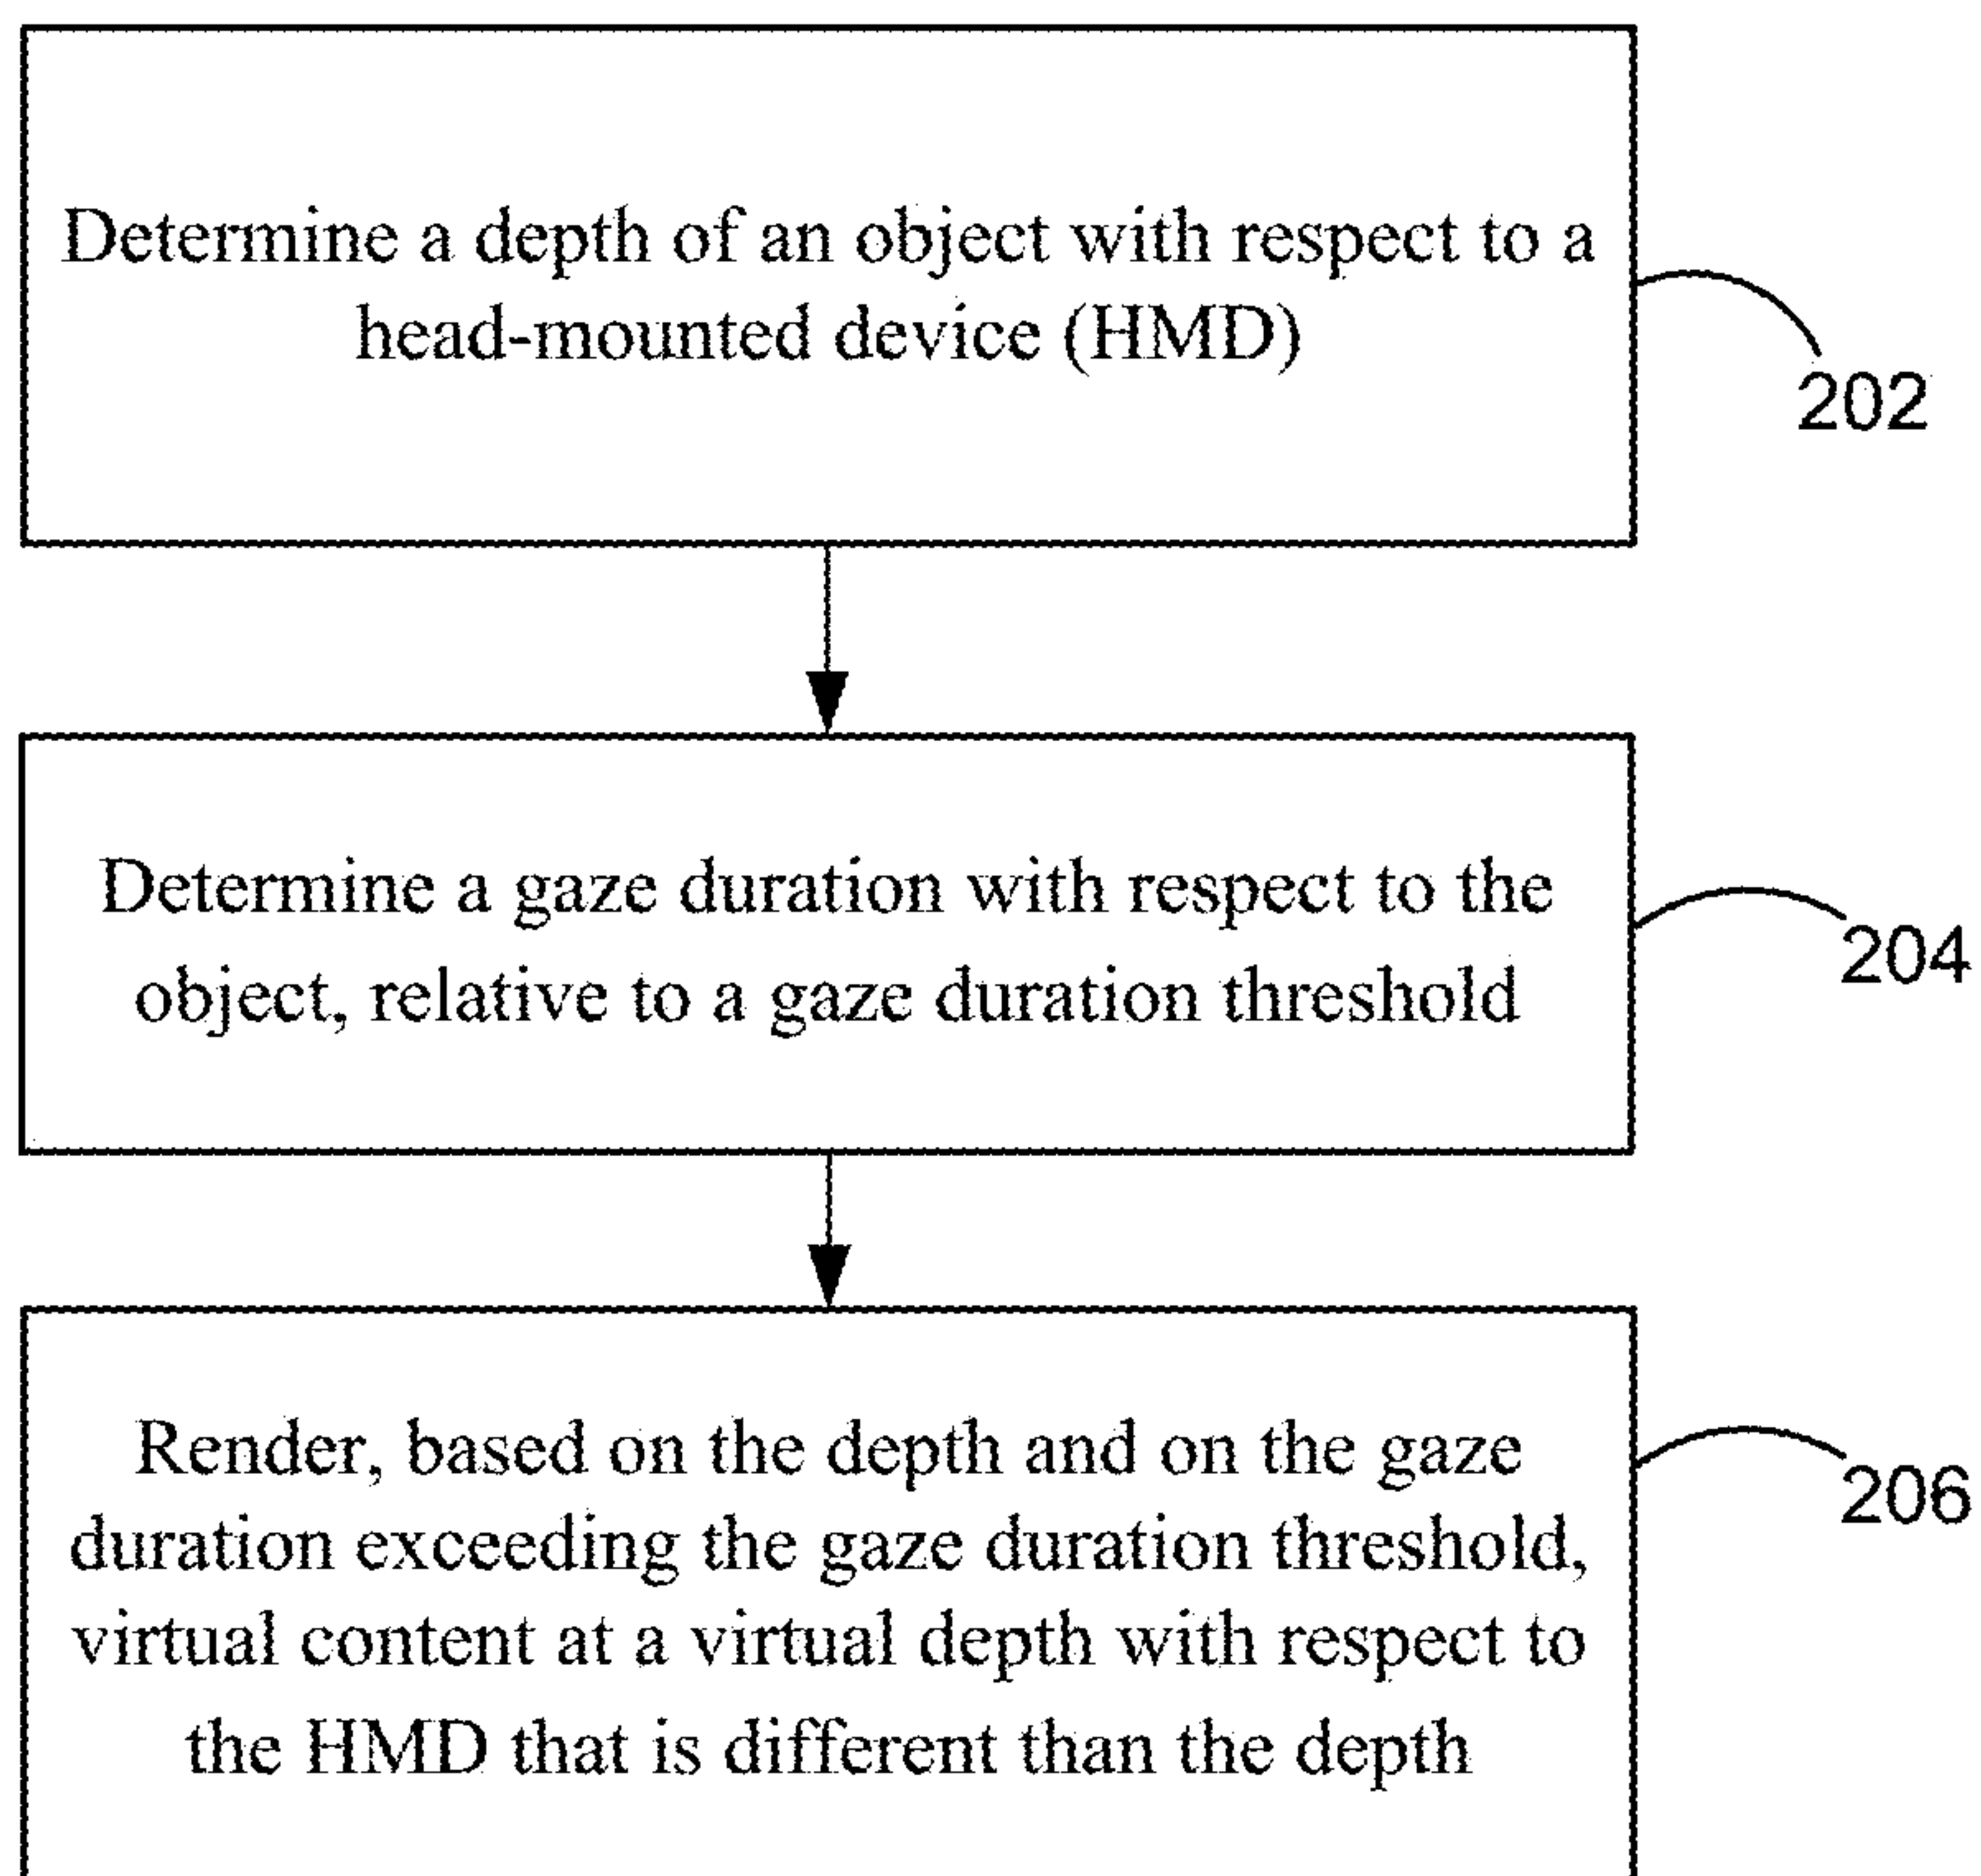 Determine a depth of an object with respect to a
head-mounted device (HMD)
202
Determine a gaze duration with respect to the
object, relative to a gaze duration threshold
204
Render, based on the depth and on the gaze
duration exceeding the gaze duration threshold,
virtual content at a virtual depth with respect to
the HMD that is different than the depth
206